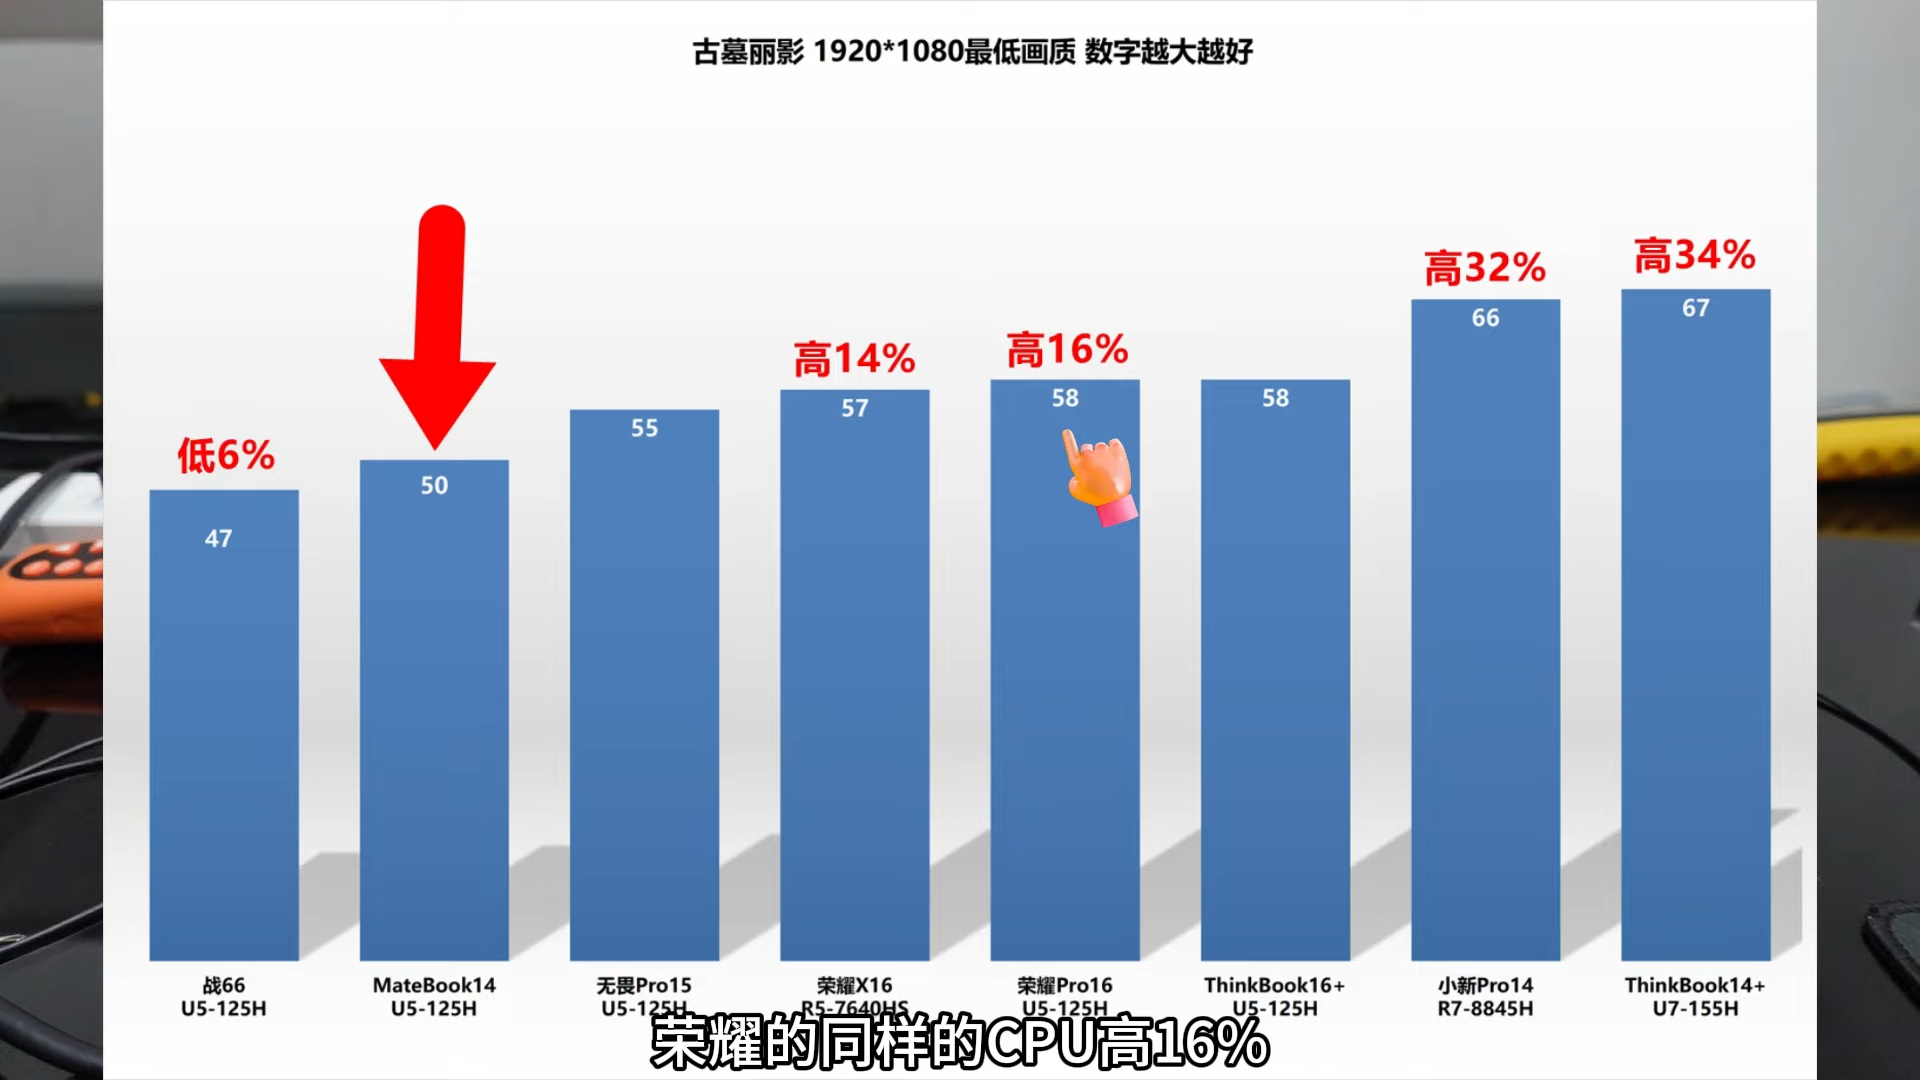 古墓丽影 1920*1080最低画质 数字越大越好
低6%
高14%
高16%
高32%
高34%
47
50
55
57
58
58
66
67
战66
U5-125H
MateBook14
U5-125H
无畏Pro15
U5-125H
荣耀X16
R5-7640HS
荣耀Pro16
U5-125H
ThinkBook16+
U5-125H
小新Pro14
R7-8845H
ThinkBook14+
U7-155H
荣耀的同样的CPU高16%